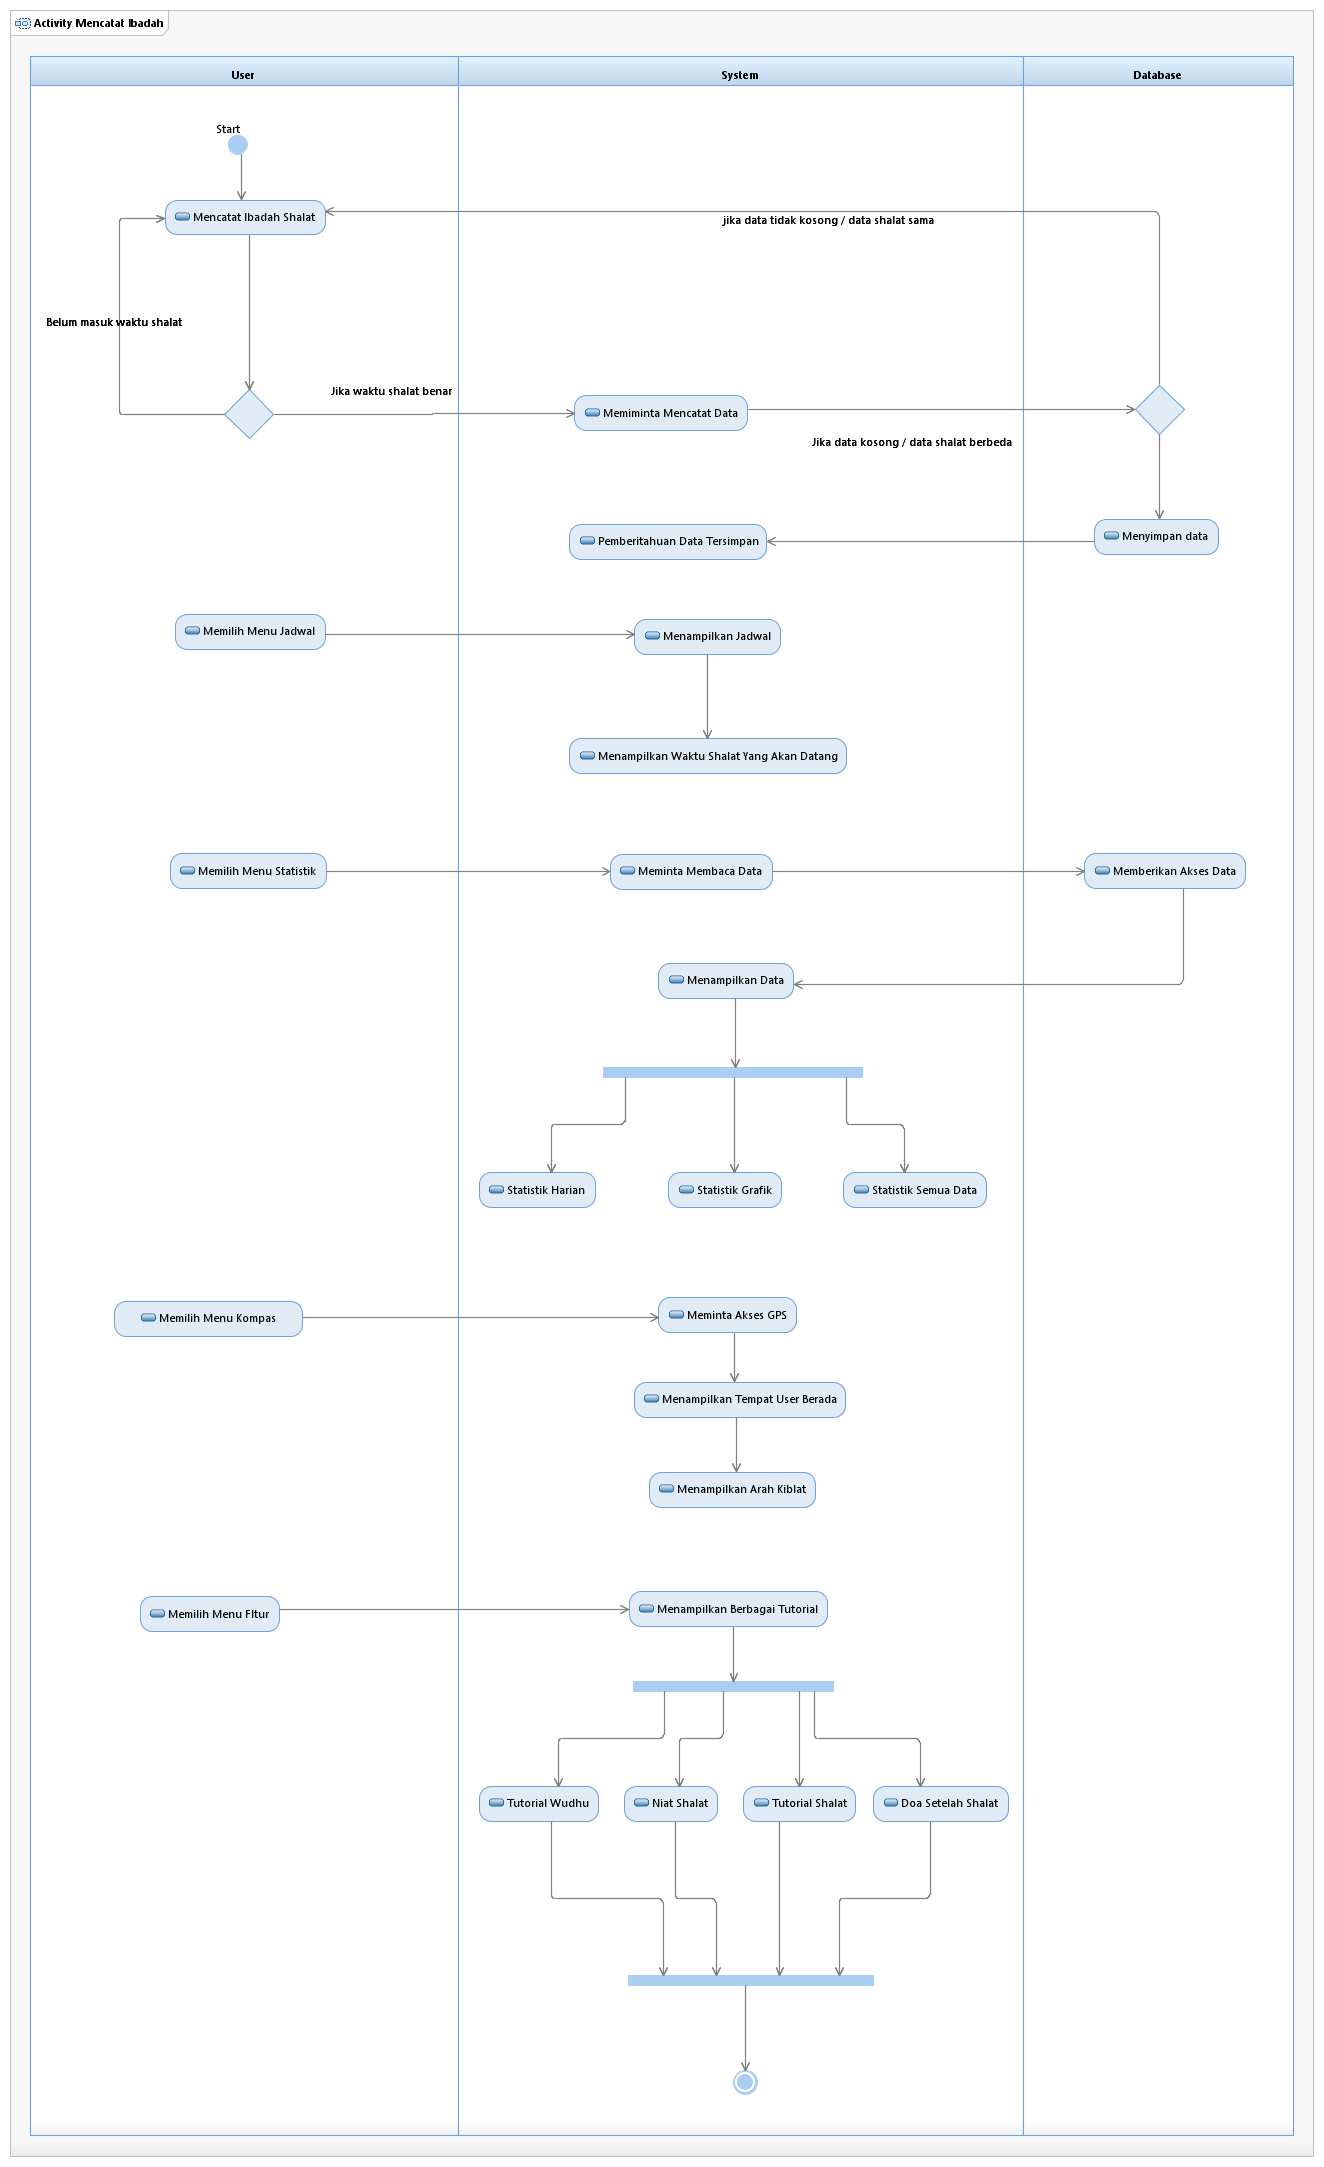 Activity Mencatat Ibadah
User
System
Database
Start
Mencatat Ibadah Shalat
jika data tidak kosong / data shalat sama
Belum masuk waktu shalat
Jika waktu shalat benar
Memiminta Mencatat Data
Jika data kosong / data shalat berbeda
Pemberitahuan Data Tersimpan
Menyimpan data
Memilih Menu Jadwal
Menampilkan Jadwal
Menampilkan Waktu Shalat Yang Akan Datang
Memilih Menu Statistik
Meminta Membaca Data
Memberikan Akses Data
Menampilkan Data
Statistik Harian
Statistik Grafik
Statistik Semua Data
Memilih Menu Kompas
Meminta Akses GPS
Menampilkan Tempat User Berada
Menampilkan Arah Kiblat
Memilih Menu FItur
Menampilkan Berbagai Tutorial
Tutorial Wudhu
Niat Shalat
Tutorial Shalat
Doa Setelah Shalat